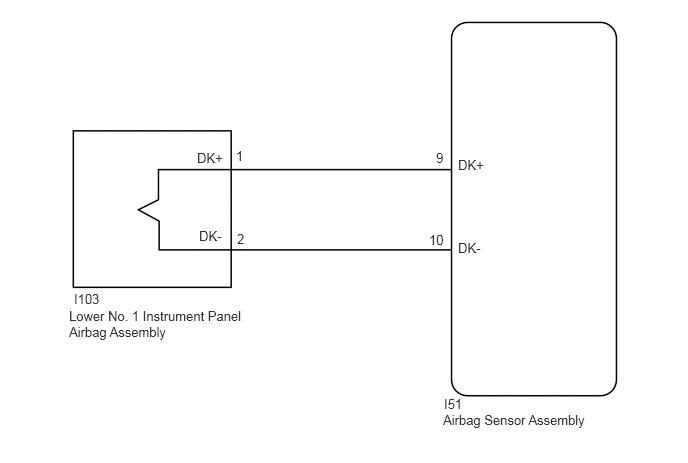 DK+
1
9
DK+
DK-
2
10
DK-
I103
Lower No. 1 Instrument Panel
Airbag Assembly
I51
Airbag Sensor Assembly